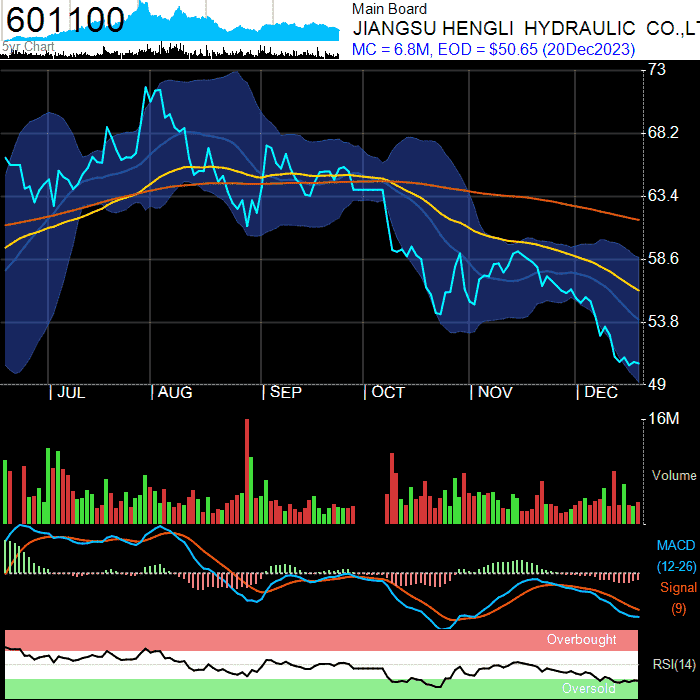 601100
5yr Chart
Main Board
JIANGSU HENGLI HYDRAULIC CO.,LT
MC = 6.8M, EOD = $50.65 (20Dec2023)
73
68.2
63.4
58.6
53.8
49
| JUL | AUG | SEP | OCT | NOV | DEC
16M
Volume
MACD
(12-26)
Signal
(9)
Overbought
RSI(14)
Oversold